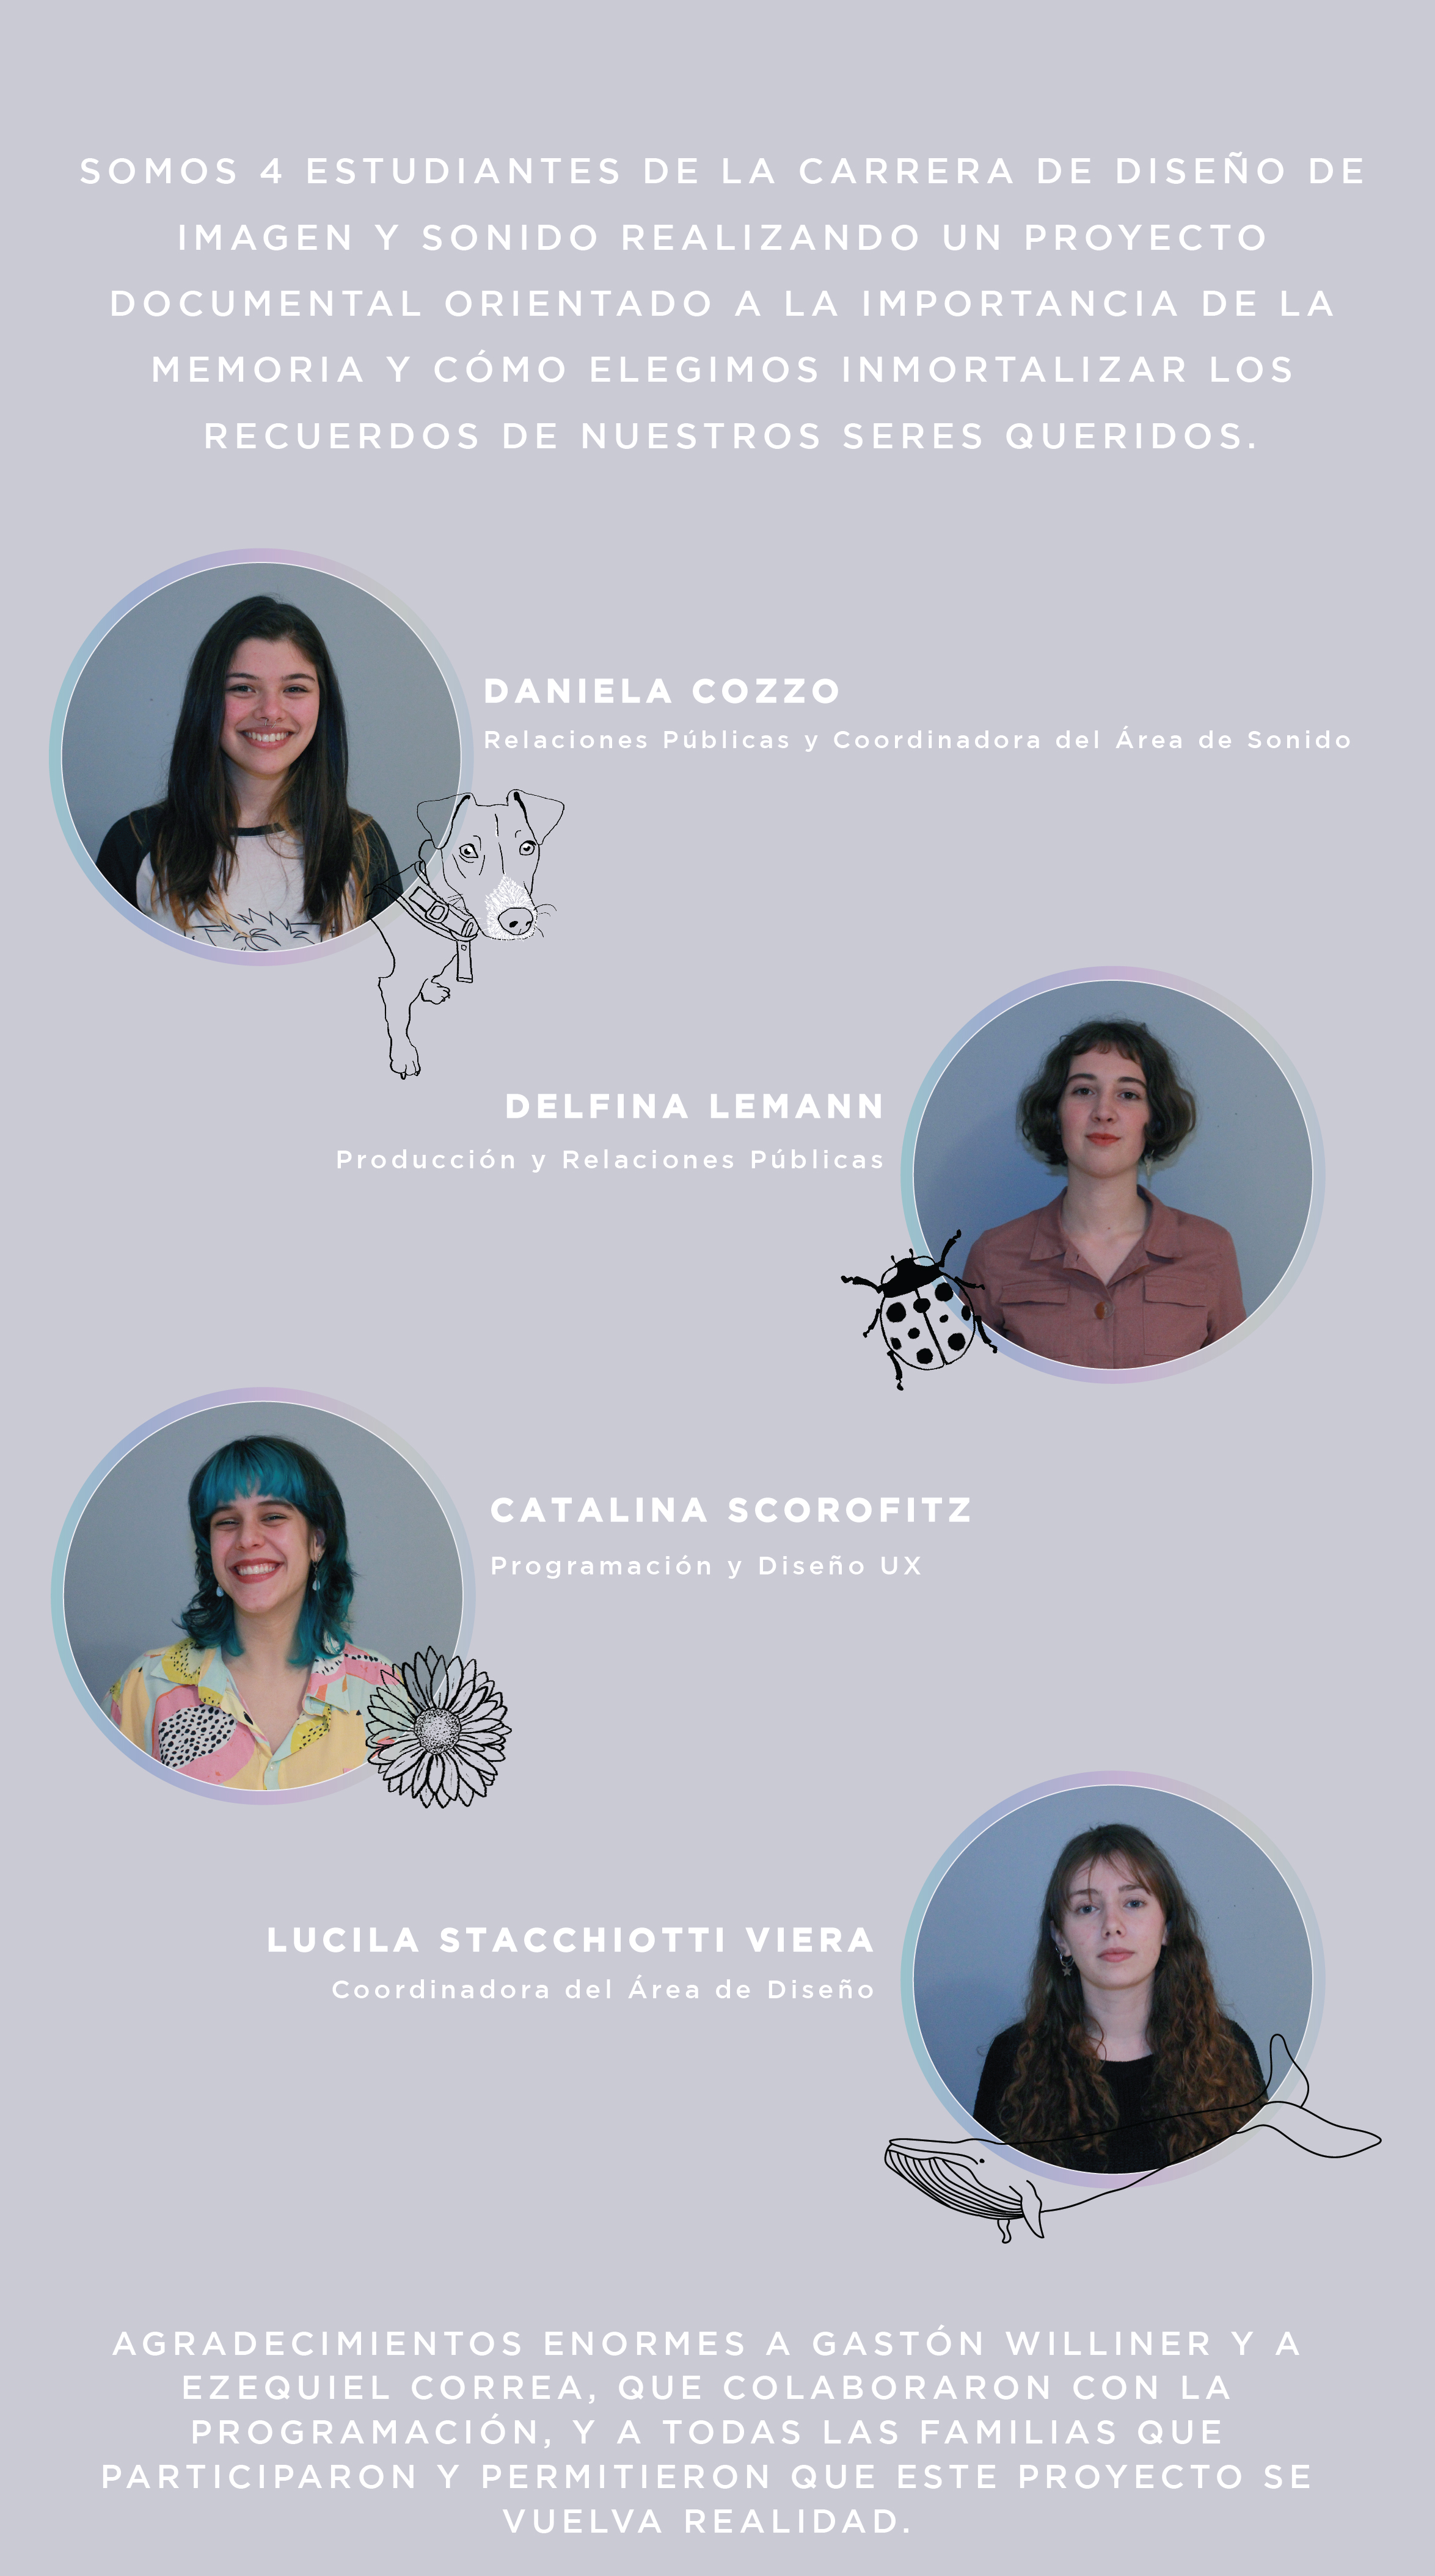 SOMOS 4 ESTUDIANTES DE LA CARRERA DE DISEÑO DE
IMAGEN Y SONIDO REALIZANDO UN PROYECTO
DOCUMENTAL ORIENTADO A LA IMPORTANCIA DE LA
MEMORIA Y CÓMO ELEGIMOS INMORTALIZAR LOS
RECUERDOS DE NUESTROS SERES QUERIDOS.
DANIELA COZZO
Relaciones Públicas y Coordinadora del Área de Sonido
DELFINA LEMANN
Producción y Relaciones Públicas
CATALINA SCOROFITZ
Programación y Diseño UX
LUCILA STACCHIOTTI VIERA
Coordinadora del Área de Diseño
AGRADECIMIENTOS ENORMES A GASTÓN WILLINER Y A
EZEQUIEL CORREA, QUE COLABORARON CON LA
PROGRAMACIÓN, Y A TODAS LAS FAMILIAS QUE
PARTICIPARON Y PERMITIERON QUE ESTE PROYECTO SE
VUELVA REALIDAD.